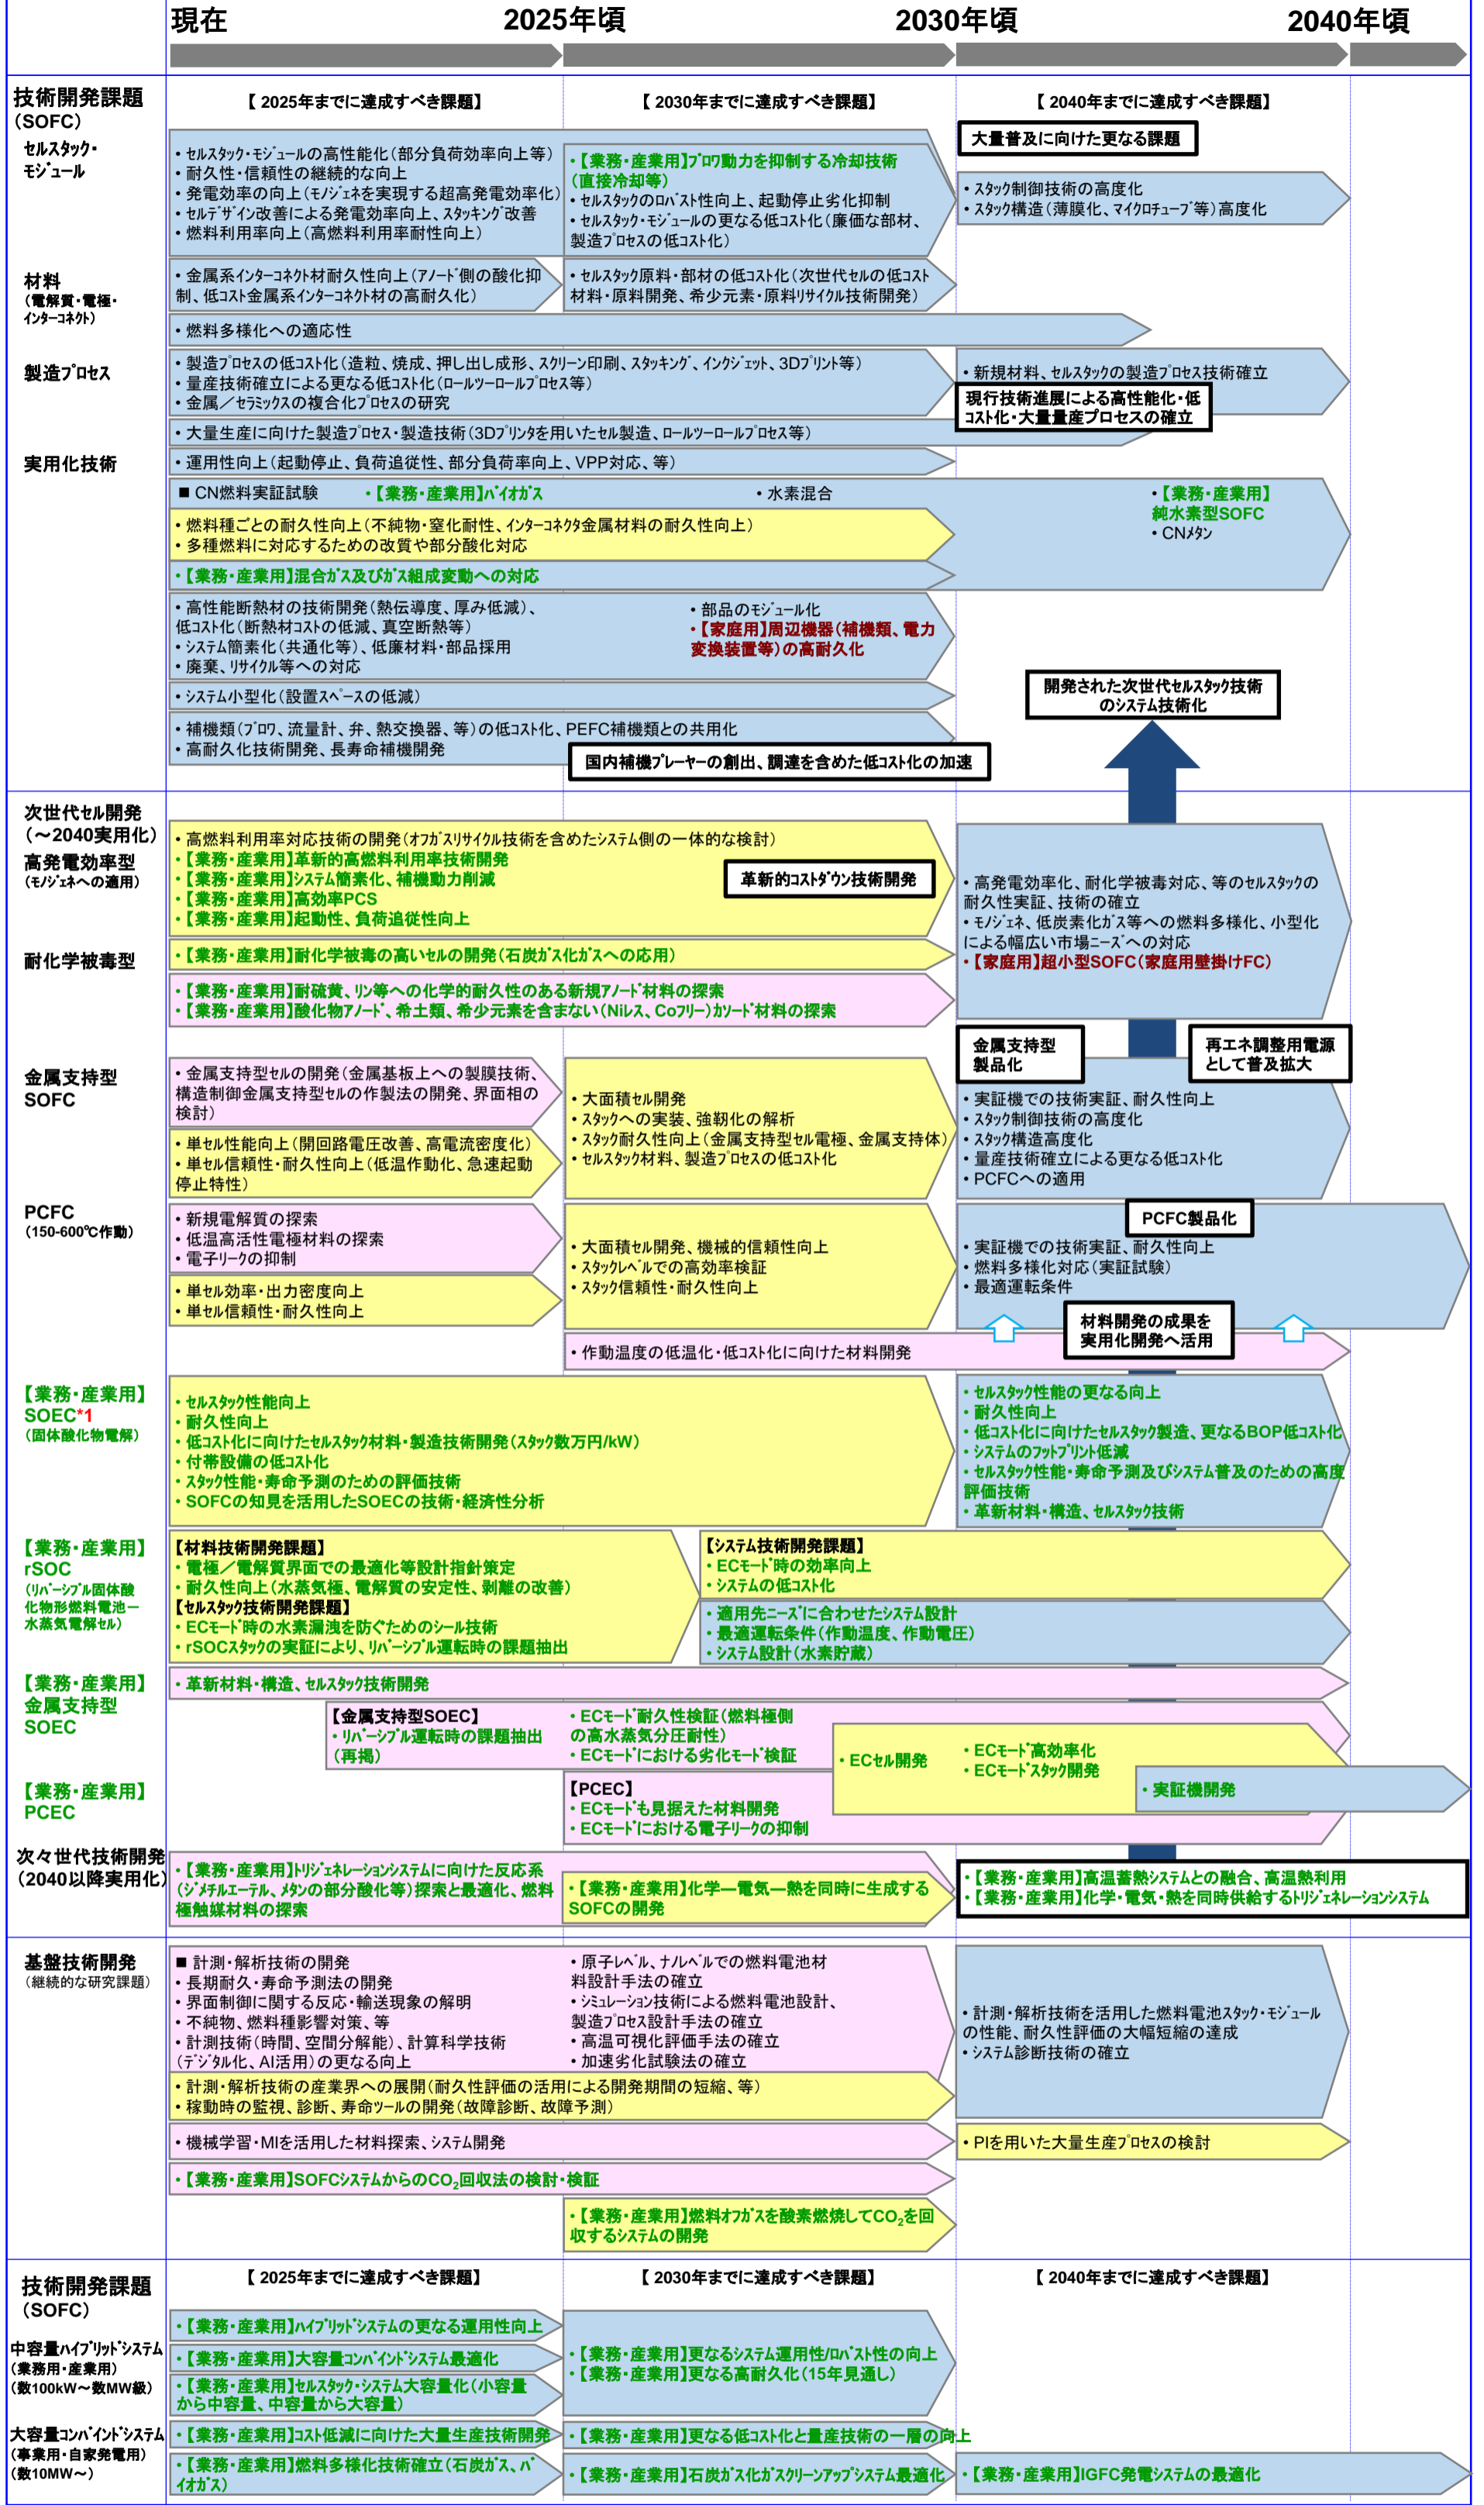 現在
2025年頃
2030年頃
2040年頃
技術開発課題
(SOFC)
【 2025年までに達成すべき課題】
【 2030年までに達成すべき課題】
【 2040年までに達成すべき課題】
大量普及に向けた更なる課題
セルスタック・
モジュール
・セルスタック・モジュールの高性能化(部分負荷効率向上等)
・耐久性・信頼性の継続的な向上
・発電効率の向上(モノジェネを実現する超高発電効率化)
・セルデザイン改善による発電効率向上、スタッキング改善
・燃料利用率向上(高燃料利用率耐性向上)
・【業務・産業用】ブロワ動力を抑制する冷却技術
(直接冷却等)
・セルスタックのロバスト性向上、起動停止劣化抑制
・セルスタック・モジュールの更なる低コスト化(廉価な部材、
製造プロセスの低コスト化)
・スタック制御技術の高度化
・スタック構造(薄膜化、マイクロチューブ等)高度化
材料
(電解質・電極・
インターコネクト)
・金属系インターコネクト材耐久性向上(アノード側の酸化抑
制、低コスト金属系インターコネクト材の高耐久化)
・セルスタック原料・部材の低コスト化(次世代セルの低コスト
材料・原料開発、希少元素・原料リサイクル技術開発)
・燃料多様化への適応性
製造プロセス
・製造プロセスの低コスト化(造粒、焼成、押し出し成形、スクリーン印刷、スタッキング、インクジェット、3Dプリント等)
・量産技術確立による更なる低コスト化(ロールツーロールプロセス等)
・金属/セラミックスの複合化プロセスの研究
・新規材料、セルスタックの製造プロセス技術確立
現行技術進展による高性能化・低
コスト化・大量量産プロセスの確立
・大量生産に向けた製造プロセス・製造技術(3Dプリンタを用いたセル製造、ロールツーロールプロセス等)
実用化技術
・運用性向上(起動停止、負荷追従性、部分負荷率向上、VPP対応、等)
■ CN燃料実証試験
・【業務・産業用】バイオガス
・水素混合
・【業務・産業用】
純水素型SOFC
・CNメタン
・燃料種ごとの耐久性向上(不純物・窒化耐性、インターコネクタ金属材料の耐久性向上)
・多種燃料に対応するための改質や部分酸化対応
・【業務・産業用】混合ガス及びガス組成変動への対応
・高性能断熱材の技術開発(熱伝導度、厚み低減)、
低コスト化(断熱材コストの低減、真空断熱等)
・システム簡素化(共通化等)、低廉材料・部品採用
・廃棄、リサイクル等への対応
・部品のモジュール化
・【家庭用】周辺機器(補機類、電力
変換装置等)の高耐久化
・システム小型化(設置スペースの低減)
・補機類(ブロワ、流量計、弁、熱交換器、等)の低コスト化、PEFC補機類との共用化
・高耐久化技術開発、長寿命補機開発
国内補機プレーヤーの創出、調達を含めた低コスト化の加速
開発された次世代セルスタック技術
のシステム技術化
次世代セル開発
(~2040実用化)
高発電効率型
(モノジェネへの適用)
・高燃料利用率対応技術の開発(オフガスリサイクル技術を含めたシステム側の一体的な検討)
・【業務・産業用】革新的高燃料利用率技術開発
・【業務・産業用】システム簡素化、補機動力削減
・【業務・産業用】高効率PCS
・【業務・産業用】起動性、負荷追従性向上
革新的コストダウン技術開発
・高発電効率化、耐化学被毒対応、等のセルスタックの
耐久性実証、技術の確立
・モノジェネ、低炭素化ガス等への燃料多様化、小型化
による幅広い市場ニーズへの対応
・【家庭用】超小型SOFC(家庭用壁掛けFC)
耐化学被毒型
・【業務・産業用】耐化学被毒の高いセルの開発(石炭ガス化ガスへの応用)
・【業務・産業用】耐硫黄、リン等への化学的耐久性のある新規アノード材料の探索
・【業務・産業用】酸化物アノード、希土類、希少元素を含まない(Niレス、Coフリー)カソード材料の探索
金属支持型
製品化
再エネ調整用電源
として普及拡大
金属支持型
SOFC
・金属支持型セルの開発(金属基板上への製膜技術、
構造制御金属支持型セルの作製法の開発、界面相の
検討)
・単セル性能向上(開回路電圧改善、高電流密度化)
・単セル信頼性・耐久性向上(低温作動化、急速起動
停止特性)
・大面積セル開発
・スタックへの実装、強靭化の解析
・スタック耐久性向上(金属支持型セル電極、金属支持体)
・セルスタック材料、製造プロセスの低コスト化
・実証機での技術実証、耐久性向上
・スタック制御技術の高度化
・スタック構造高度化
・量産技術確立による更なる低コスト化
・PCFCへの適用
PCFC
(150-600℃作動)
・新規電解質の探索
・低温高活性電極材料の探索
・電子リークの抑制
・単セル効率・出力密度向上
・単セル信頼性・耐久性向上
・大面積セル開発、機械的信頼性向上
・スタックレベルでの高効率検証
・スタック信頼性・耐久性向上
PCFC製品化
・実証機での技術実証、耐久性向上
・燃料多様化対応(実証試験)
・最適運転条件
材料開発の成果を
実用化開発へ活用
・作動温度の低温化・低コスト化に向けた材料開発
【業務・産業用】
SOEC*1
(固体酸化物電解)
・セルスタック性能向上
・耐久性向上
・低コスト化に向けたセルスタック材料・製造技術開発(スタック数万円/kW)
・付帯設備の低コスト化
・スタック性能・寿命予測のための評価技術
・SOFCの知見を活用したSOECの技術・経済性分析
・セルスタック性能の更なる向上
・耐久性向上
・低コスト化に向けたセルスタック製造、更なるBOP低コスト化
・システムのフットプリント低減
・セルスタック性能・寿命予測及びシステム普及のための高度
評価技術
・革新材料・構造、セルスタック技術
【業務・産業用】
rSOC
(リバーシブル固体酸
化物形燃料電池ー
水蒸気電解セル)
【材料技術開発課題】
・電極/電解質界面での最適化等設計指針策定
・耐久性向上(水蒸気極、電解質の安定性、剥離の改善)
【セルスタック技術開発課題】
・ECモード時の水素漏洩を防ぐためのシール技術
・rSOCスタックの実証により、リバーシブル運転時の課題抽出
【システム技術開発課題】
・ECモード時の効率向上
・システムの低コスト化
・適用先ニーズに合わせたシステム設計
・最適運転条件(作動温度、作動電圧)
・システム設計(水素貯蔵)
【業務・産業用】
金属支持型
SOEC
・革新材料・構造、セルスタック技術開発
【金属支持型SOEC】
・リバーシブル運転時の課題抽出
(再掲)
・ECモード耐久性検証(燃料極側
の高水蒸気分圧耐性)
・ECモードにおける劣化モード検証
・ECセル開発
・ECモード高効率化
・ECモードスタック開発
・実証機開発
【業務・産業用】
PCEC
【PCEC】
・ECモードも見据えた材料開発
・ECモードにおける電子リークの抑制
次々世代技術開発
(2040以降実用化)
・【業務・産業用】トリジェネレーションシステムに向けた反応系
(ジメチルエーテル、メタンの部分酸化等)探索と最適化、燃料
極触媒材料の探索
・【業務・産業用】化学―電気―熱を同時に生成する
SOFCの開発
・【業務・産業用】高温蓄熱システムとの融合、高温熱利用
・【業務・産業用】化学・電気・熱を同時供給するトリジェネレーションシステム
基盤技術開発
(継続的な研究課題)
■ 計測・解析技術の開発
・長期耐久・寿命予測法の開発
・界面制御に関する反応・輸送現象の解明
・不純物、燃料種影響対策、等
・計測技術(時間、空間分解能)、計算科学技術
(デジタル化、AI活用)の更なる向上
・原子レベル、ナルベルでの燃料電池材
料設計手法の確立
・シミュレーション技術による燃料電池設計、
製造プロセス設計手法の確立
・高温可視化評価手法の確立
・加速劣化試験法の確立
・計測・解析技術を活用した燃料電池スタック・モジュール
の性能、耐久性評価の大幅短縮の達成
・システム診断技術の確立
・計測・解析技術の産業界への展開(耐久性評価の活用による開発期間の短縮、等)
・稼動時の監視、診断、寿命ツールの開発(故障診断、故障予測)
・機械学習・MIを活用した材料探索、システム開発
・PIを用いた大量生産プロセスの検討
・【業務・産業用】SOFCシステムからのCO2回収法の検討・検証
・【業務・産業用】燃料オフガスを酸素燃焼してCO2を回
収するシステムの開発
技術開発課題
(SOFC)
【 2025年までに達成すべき課題】
【 2030年までに達成すべき課題】
【 2040年までに達成すべき課題】
中容量ハイブリッドシステム
(業務用・産業用)
(数100kW~数MW級)
・【業務・産業用】ハイブリッドシステムの更なる運用性向上
・【業務・産業用】大容量コンバインドシステム最適化
・【業務・産業用】セルスタック・システム大容量化(小容量
から中容量、中容量から大容量)
・【業務・産業用】更なるシステム運用性/ロバスト性の向上
・【業務・産業用】更なる高耐久化(15年見通し)
大容量コンバインドシステム
(事業用・自家発電用)
(数10MW~)
・【業務・産業用】コスト低減に向けた大量生産技術開発
・【業務・産業用】更なる低コスト化と量産技術の一層の向上
・【業務・産業用】燃料多様化技術確立(石炭ガス、バ
イオガス)
・【業務・産業用】石炭ガス化ガスクリーンアップシステム最適化
・【業務・産業用】IGFC発電システムの最適化